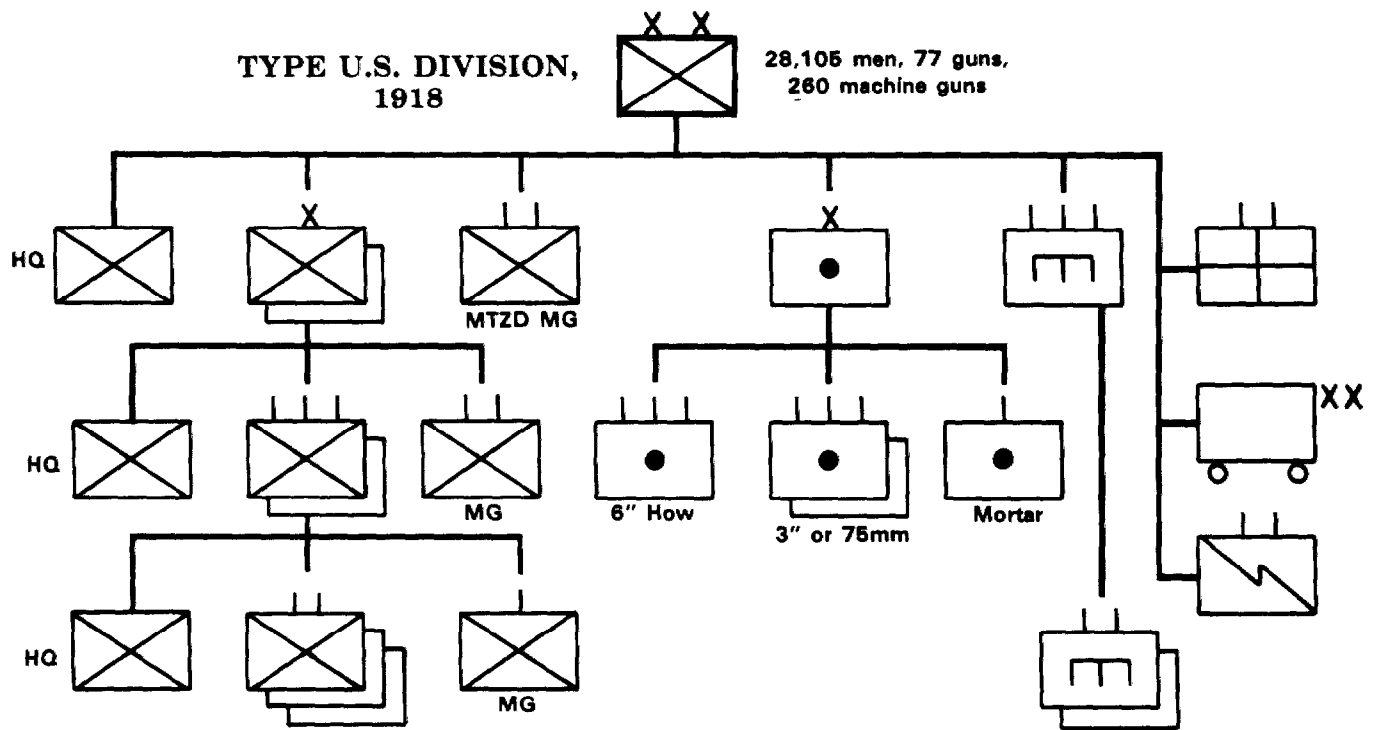 TYPE U.S. DIVISION,
1918
28,105 men, 77 guns,
260 machine guns
HQ
MTZD MG
HQ
MG
6" How
3" or 75mm
Mortar
HQ
MG